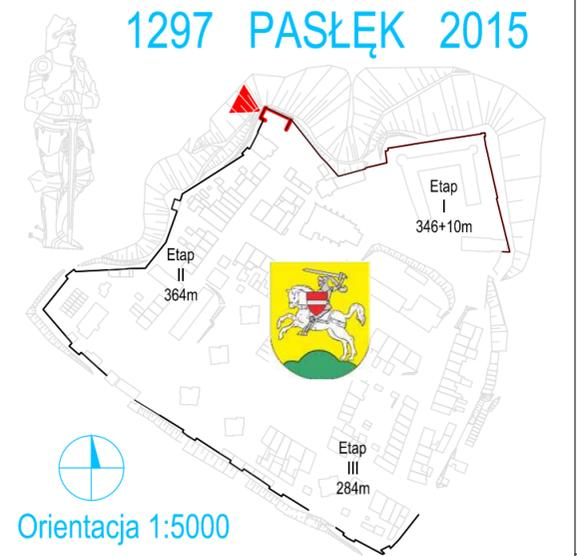 1297 PASŁĘK 2015
Etap
I
346+10m
Etap
II
364m
Etap
III
284m
Orientacja 1:5000